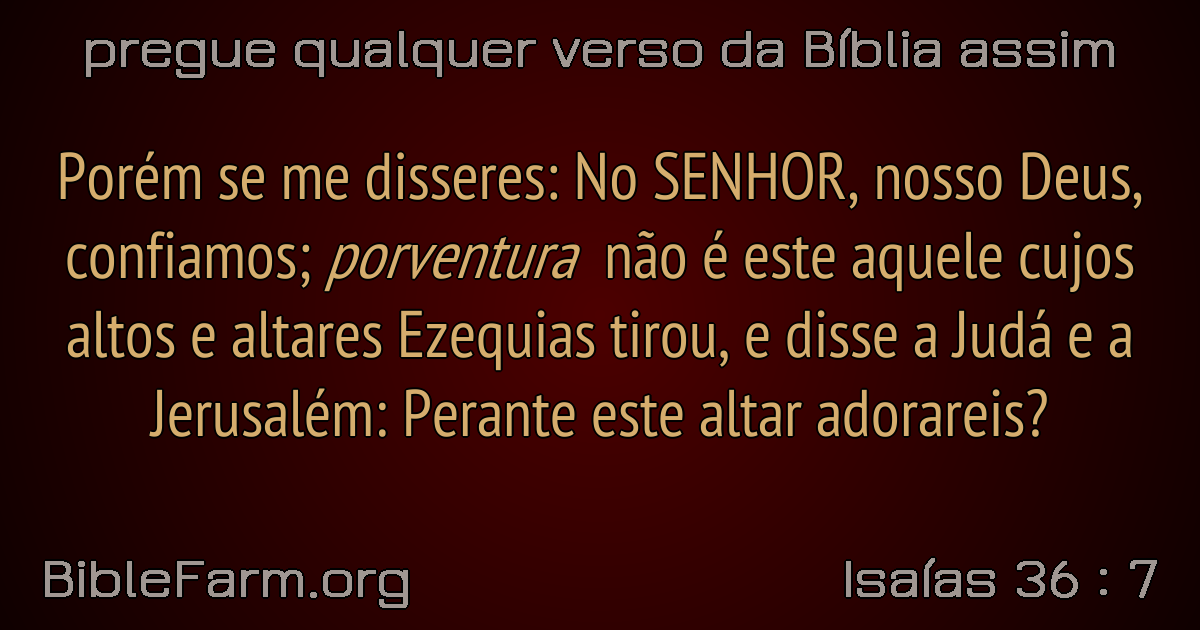 pregue qualquer verso da Bíblia assim
Porém se me disseres: No SENHOR, nosso Deus,
confiamos; porventura não é este aquele cujos
altos e altares Ezequias tirou, e disse a Judá e a
Jerusalém: Perante este altar adorareis?
BibleFarm.org
Isaías 36 : 7